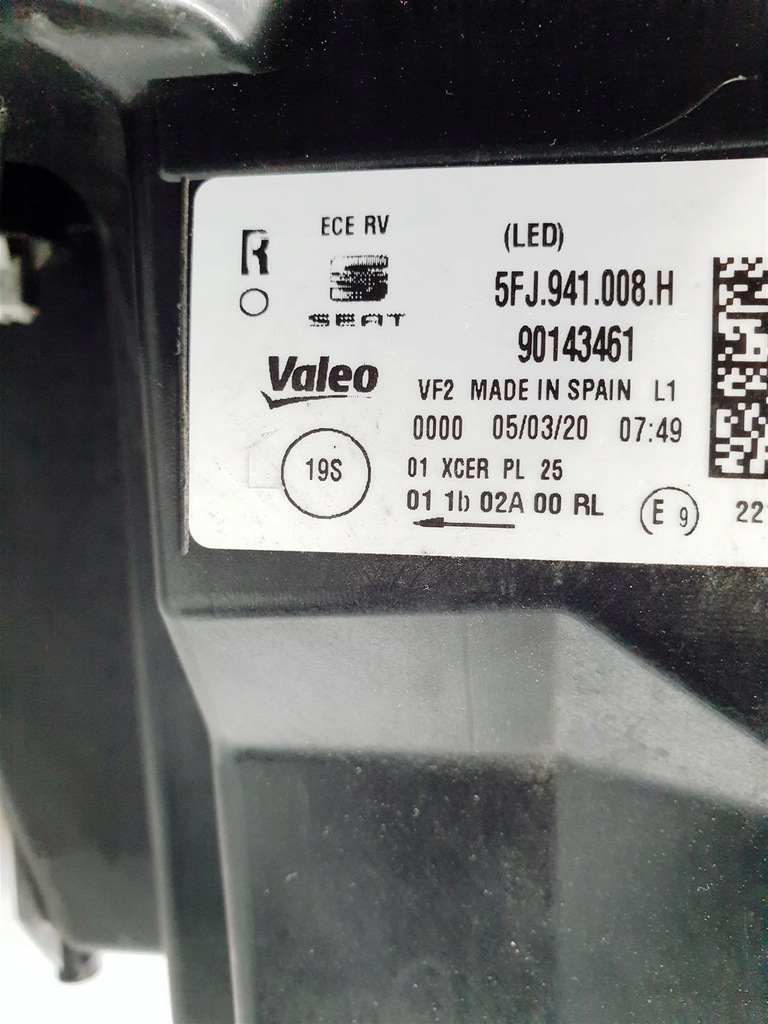 ECE RV
R
SEAT
(LED)
5FJ.941.008.H
90143461
Valeo
VF2 MADE IN SPAIN L1
0000 05/03/20 07:49
19S
01 XCER PL 25
01 1b 02A 00 RL
E 9